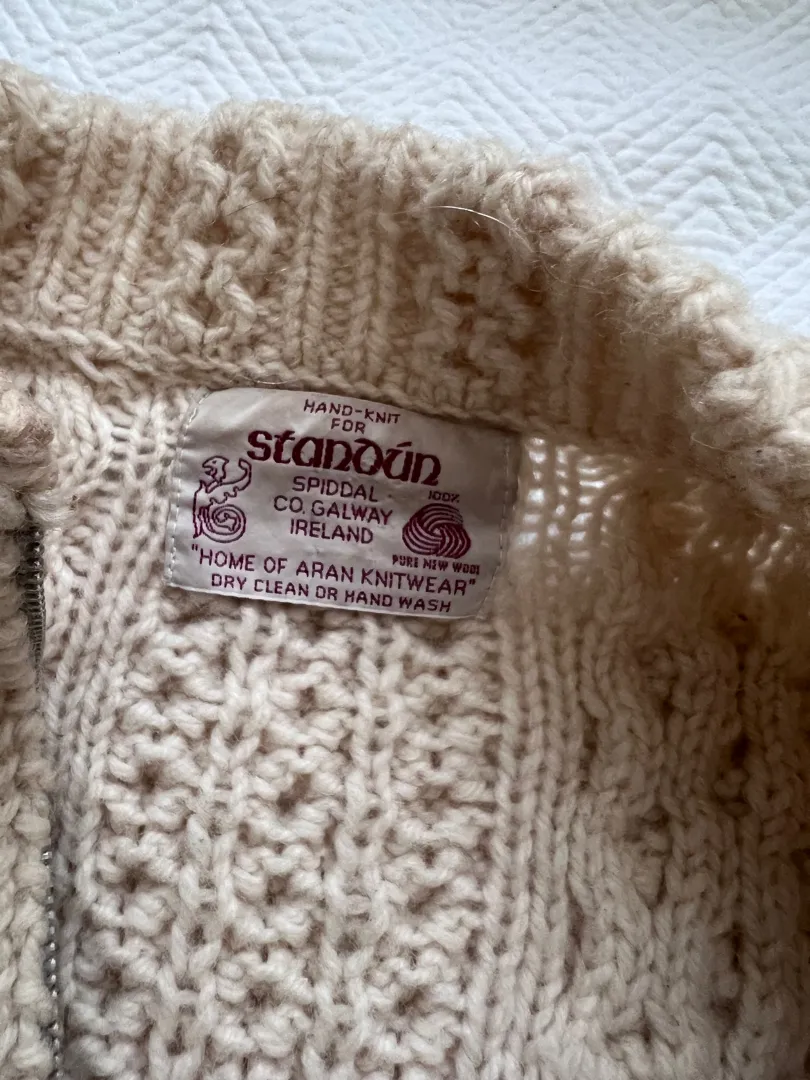 HAND-KNIT
FOR
standún
SPIDDAL
CO. GALWAY
IRELAND
100%
PURE NEW WOOL
"HOME OF ARAN KNITWEAR"
DRY CLEAN OR HAND WASH